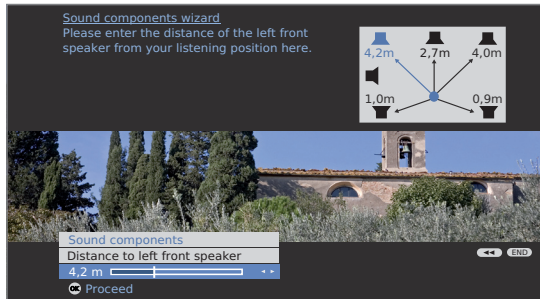 Sound components wizard
Please enter the distance of the left front
speaker from your listening position here.
4,2m 2,7m 4,0m
1,0m 0,9m
Sound components
Distance to left front speaker
4,2 m
OK Proceed
END